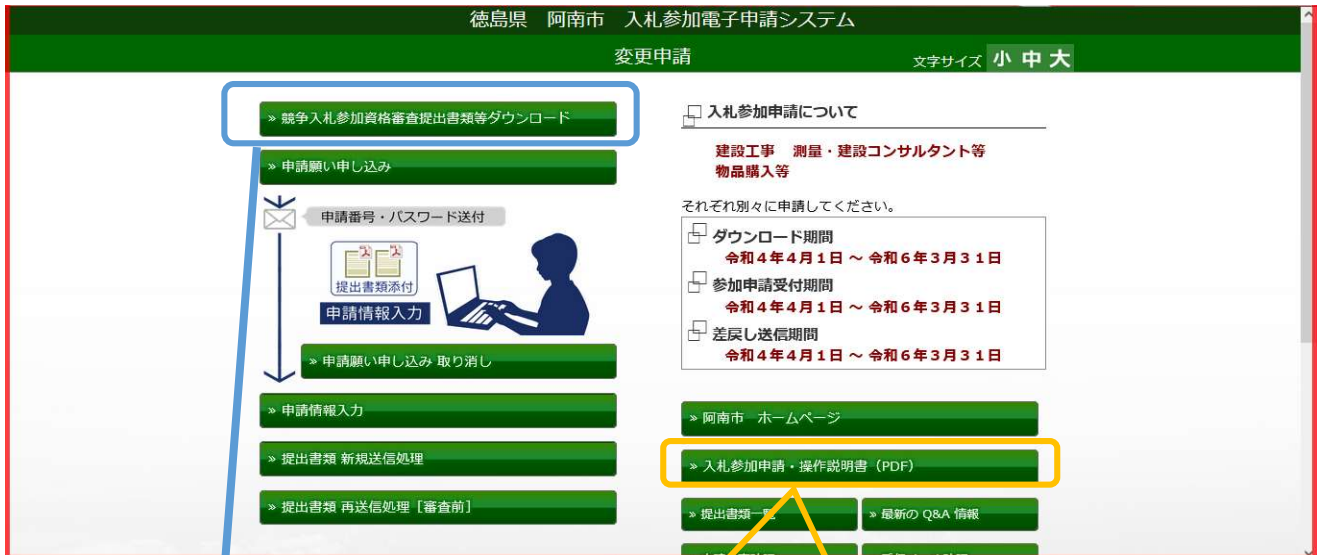 徳島県　阿南市　入札参加電子申請システム
変更申請
文字サイズ 小 中 大
» 競争入札参加資格審査提出書類等ダウンロード
» 申請願い申し込み
申請番号・パスワード送付
提出書類添付
申請情報入力
» 申請願い申し込み 取り消し
» 申請情報入力
» 提出書類 新規送信処理
» 提出書類 再送信処理［審査前］
入札参加申請について
建設工事　測量・建設コンサルタント等
物品購入等
それぞれ別々に申請してください。
ダウンロード期間
令和４年４月１日 ～ 令和６年３月３１日
参加申請受付期間
令和４年４月１日 ～ 令和６年３月３１日
差戻し送信期間
令和４年４月１日 ～ 令和６年３月３１日
» 阿南市　ホームページ
» 入札参加申請・操作説明書（PDF）
» 提出書類一覧
» 最新の Q&A 情報